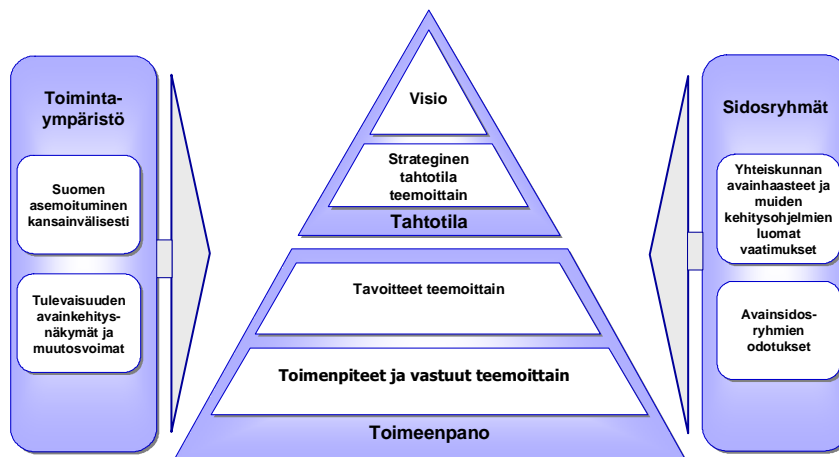 Toiminta-
ympäristö
Suomen
asemoituminen
kansainvälisesti
Tulevaisuuden
avainkehitys-
näkymät ja
muutosvoimat
Visio
Strateginen
tahtotila
teemoittain
Tahtotila
Tavoitteet teemoittain
Toimenpiteet ja vastuut teemoittain
Toimeenpano
Sidosryhmät
Yhteiskunnan
avainhaasteet ja
muiden
kehitysohjelmien
luomat
vaatimukset
Avainsidos-
ryhmien
odotukset